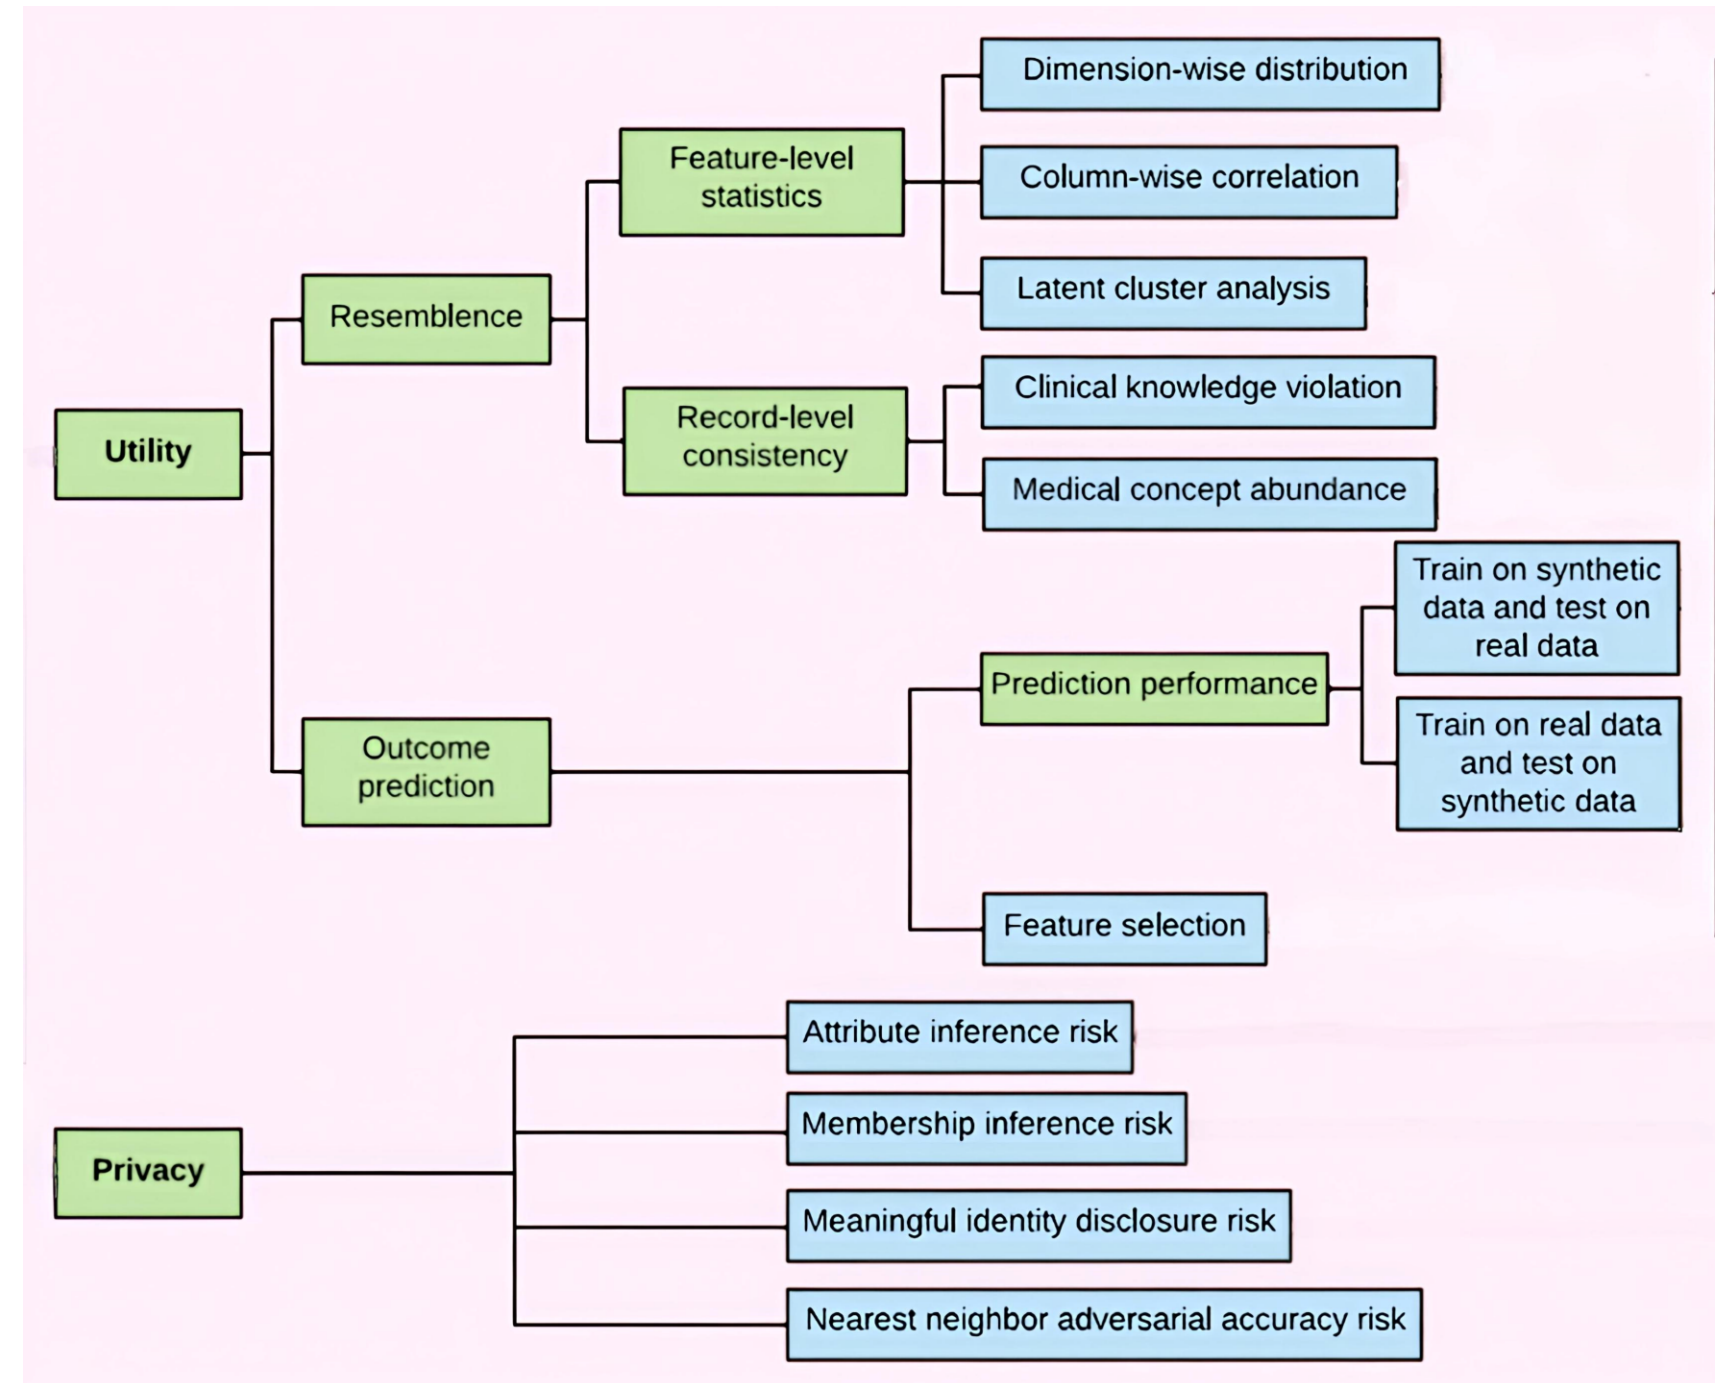 Utility
Resemblence
Feature-level
statistics
Dimension-wise distribution
Column-wise correlation
Latent cluster analysis
Record-level
consistency
Clinical knowledge violation
Medical concept abundance
Outcome
prediction
Prediction performance
Train on synthetic
data and test on
real data
Train on real data
and test on
synthetic data
Feature selection
Privacy
Attribute inference risk
Membership inference risk
Meaningful identity disclosure risk
Nearest neighbor adversarial accuracy risk